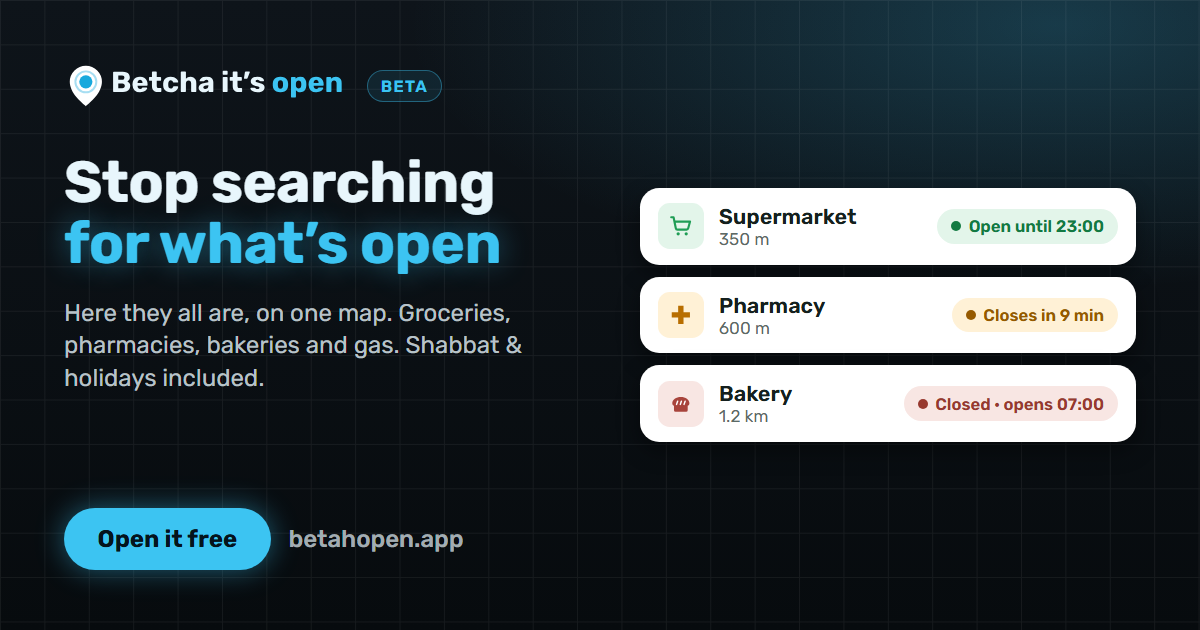 Betcha it’s open
BETA
Stop searching
for what’s open
Here they all are, on one map. Groceries,
pharmacies, bakeries and gas. Shabbat &
holidays included.
Open it free
betahopen.app
Supermarket
350 m
Open until 23:00
Pharmacy
600 m
Closes in 9 min
Bakery
1.2 km
Closed • opens 07:00